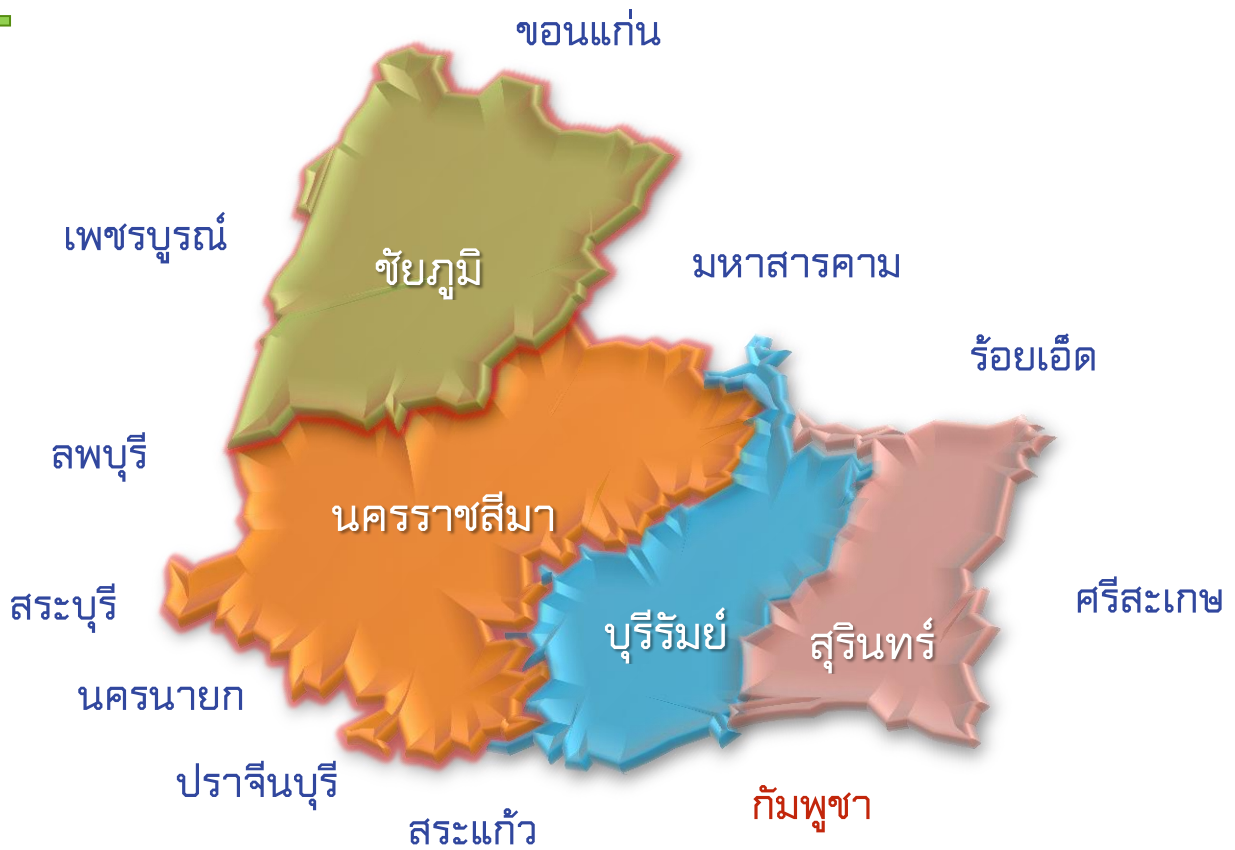 ขอนแก่น
เพชรบูรณ์
ชัยภูมิ
มหาสารคาม
ร้อยเอ็ด
ลพบุรี
นครราชสีมา
สระบุรี
ศรีสะเกษ
บุรีรัมย์
สุรินทร์
นครนายก
ปราจีนบุรี
กัมพูชา
สระแก้ว